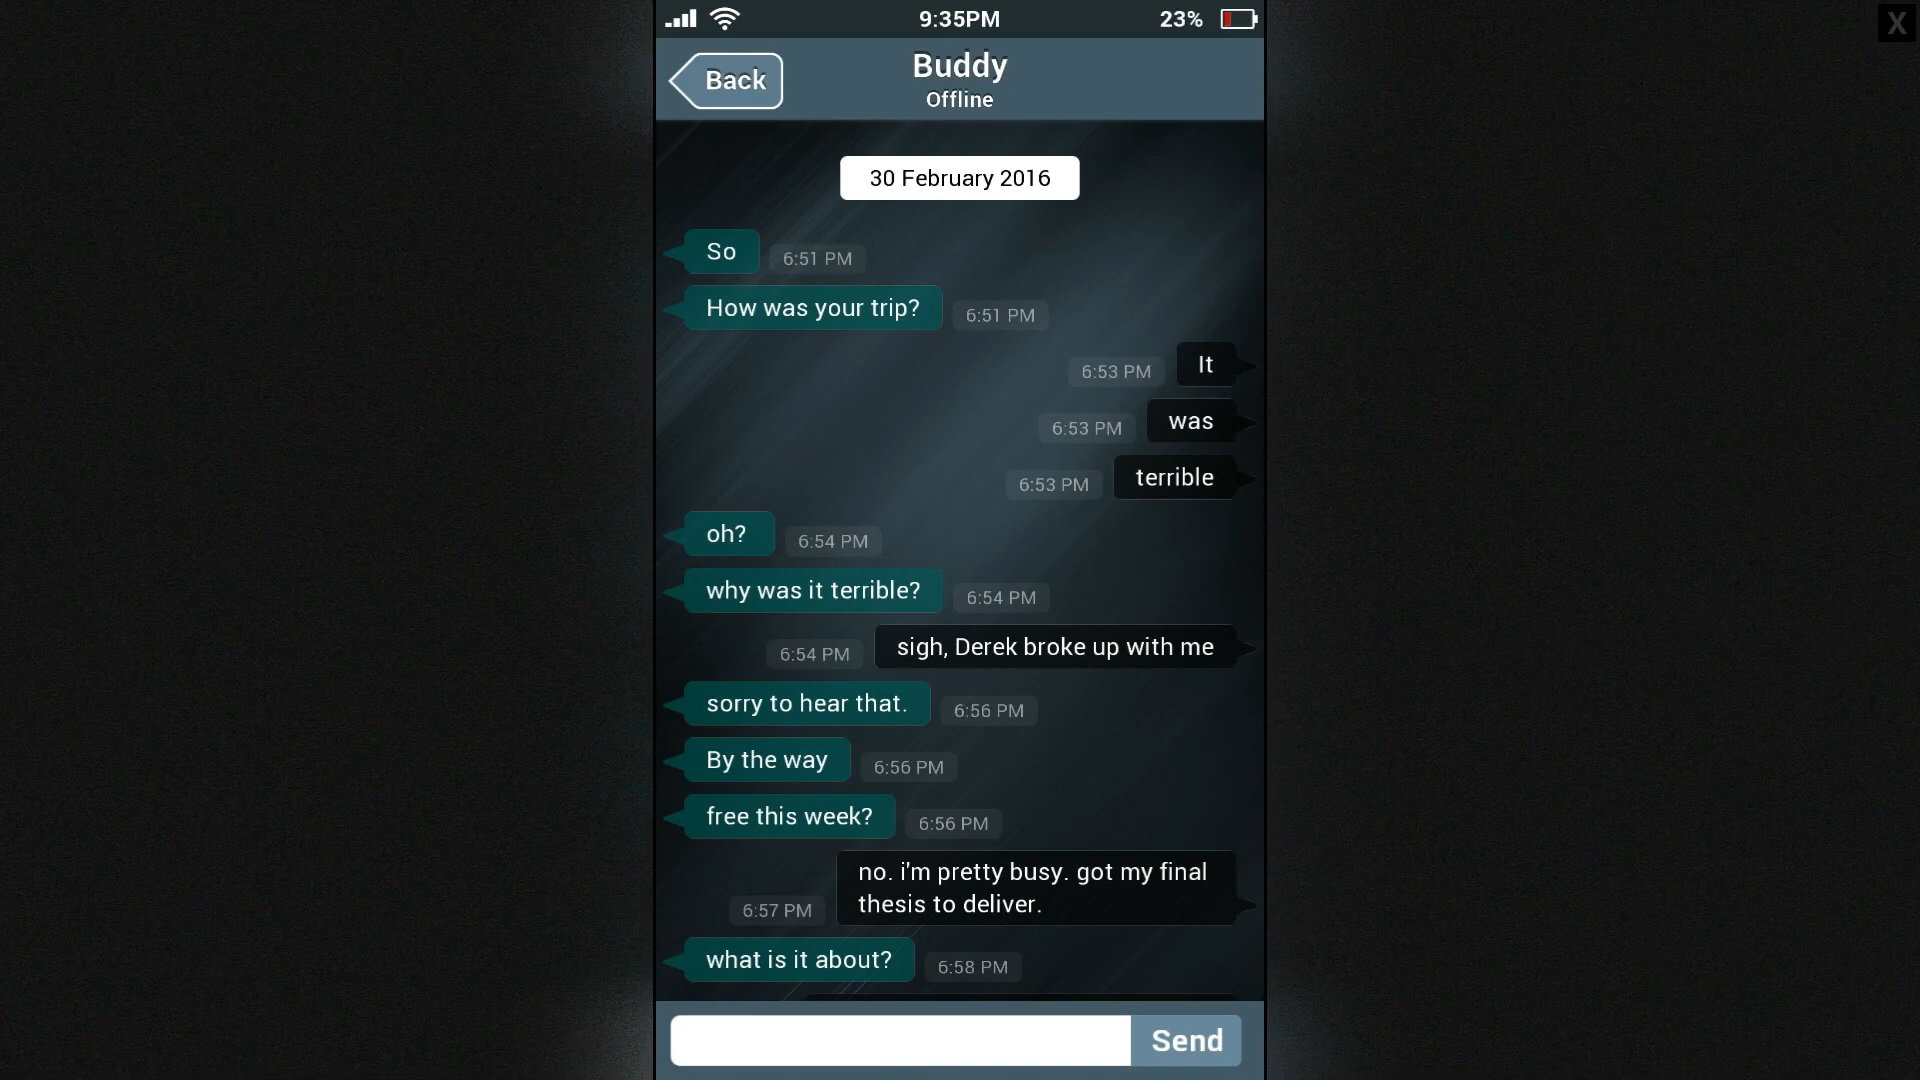 9:35PM
23%
X
Back
Buddy
Offline
30 February 2016
So
6:51 PM
How was your trip?
6:51 PM
6:53 PM
It
6:53 PM
was
6:53 PM
terrible
oh?
6:54 PM
why was it terrible?
6:54 PM
6:54 PM
sigh, Derek broke up with me
sorry to hear that.
6:56 PM
By the way
6:56 PM
free this week?
6:56 PM
no. i'm pretty busy. got my final
thesis to deliver.
6:57 PM
what is it about?
6:58 PM
Send